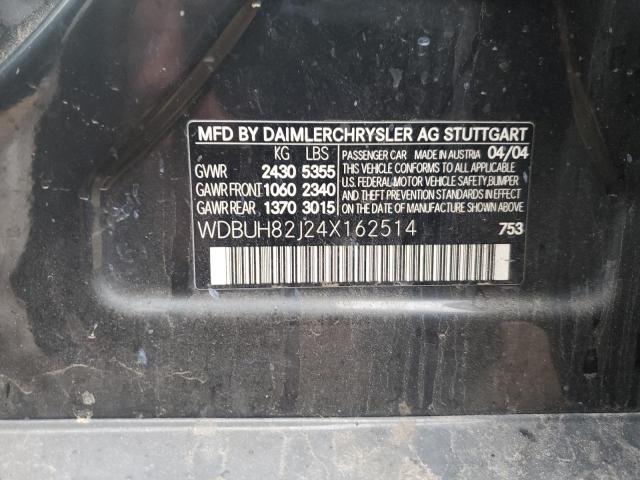 MFD BY DAIMLERCHRYSLER AG STUTTGART
KG LBS
GVWR 2430 5355
GAWR FRONT 1060 2340
GAWR REAR 1370 3015
PASSENGER CAR MADE IN AUSTRIA 04/04
THIS VEHICLE CONFORMS TO ALL APPLICABLE
U.S. FEDERAL MOTOR VEHICLE SAFETY, BUMPER
AND THEFT PREVENTION STANDARDS IN EFFECT
ON THE DATE OF MANUFACTURE SHOWN ABOVE
WDBUH82J24X162514 753